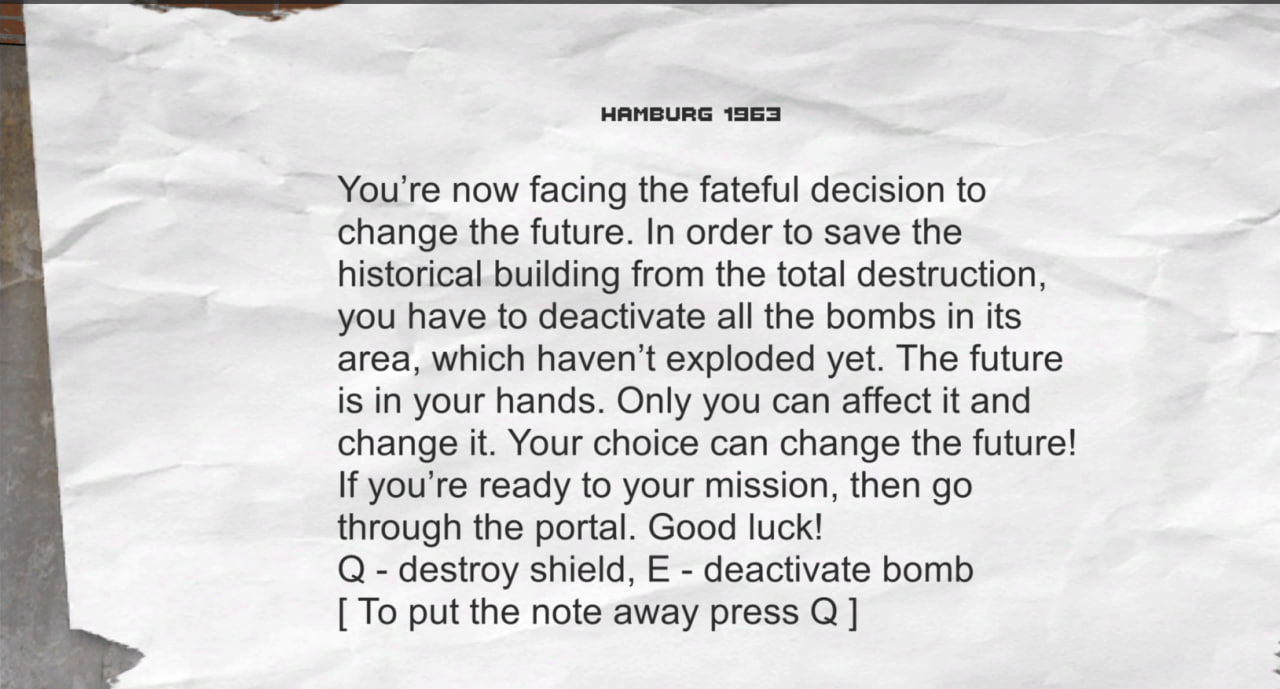 HAMBURG 1963
You’re now facing the fateful decision to
change the future. In order to save the
historical building from the total destruction,
you have to deactivate all the bombs in its
area, which haven’t exploded yet. The future
is in your hands. Only you can affect it and
change it. Your choice can change the future!
If you’re ready to your mission, then go
through the portal. Good luck!
Q - destroy shield, E - deactivate bomb
[ To put the note away press Q ]